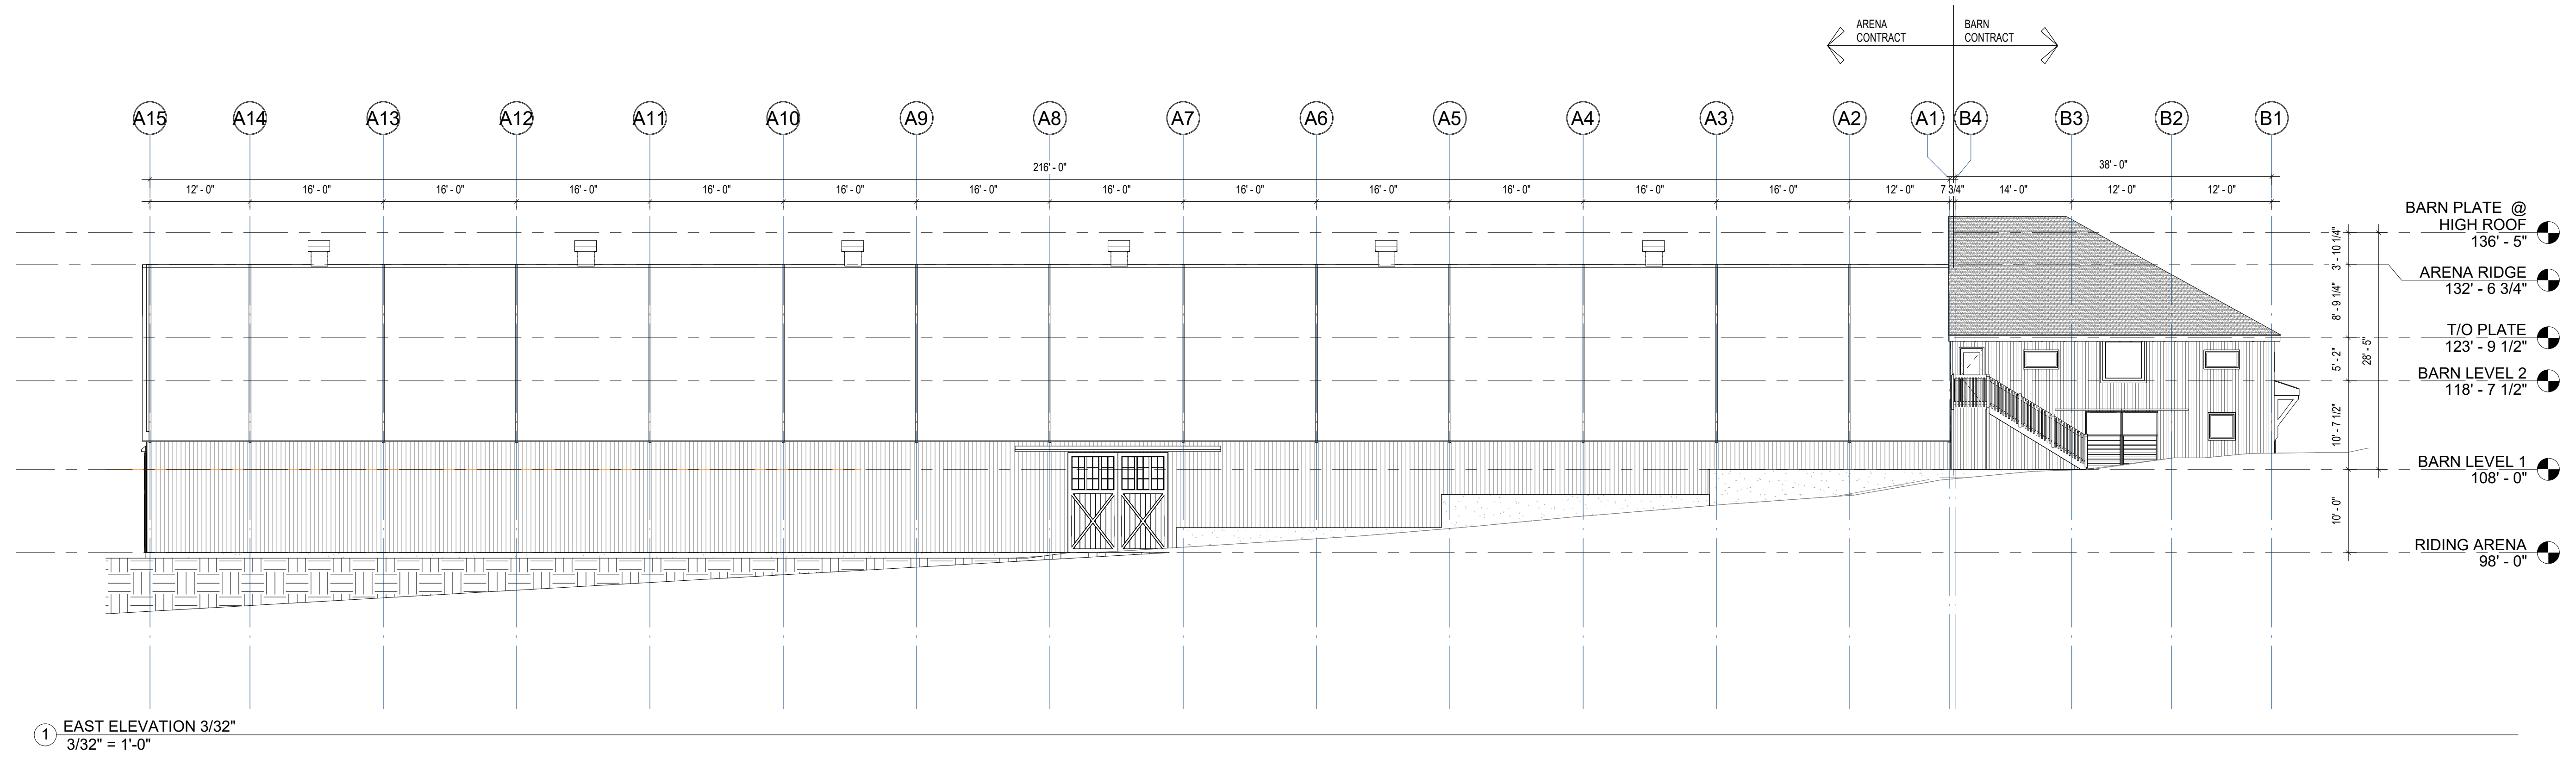 ARENA
CONTRACT
BARN
CONTRACT
A15
A14
A13
A12
A11
A10
A9
A8
A7
A6
A5
A4
A3
A2
A1
B4
B3
B2
B1
216' - 0"
38' - 0"
12' - 0"
16' - 0"
16' - 0"
16' - 0"
16' - 0"
16' - 0"
16' - 0"
16' - 0"
16' - 0"
16' - 0"
16' - 0"
16' - 0"
16' - 0"
12' - 0"
7 3/4"
14' - 0"
12' - 0"
12' - 0"
BARN PLATE @
HIGH ROOF
136' - 5"
ARENA RIDGE
132' - 6 3/4"
T/O PLATE
123' - 9 1/2"
BARN LEVEL 2
118' - 7 1/2"
BARN LEVEL 1
108' - 0"
RIDING ARENA
98' - 0"
3' - 10 1/4"
8' - 9 1/4"
5' - 2"
10' - 7 1/2"
10' - 0"
28' - 5"
1
EAST ELEVATION 3/32"
3/32" = 1'-0"